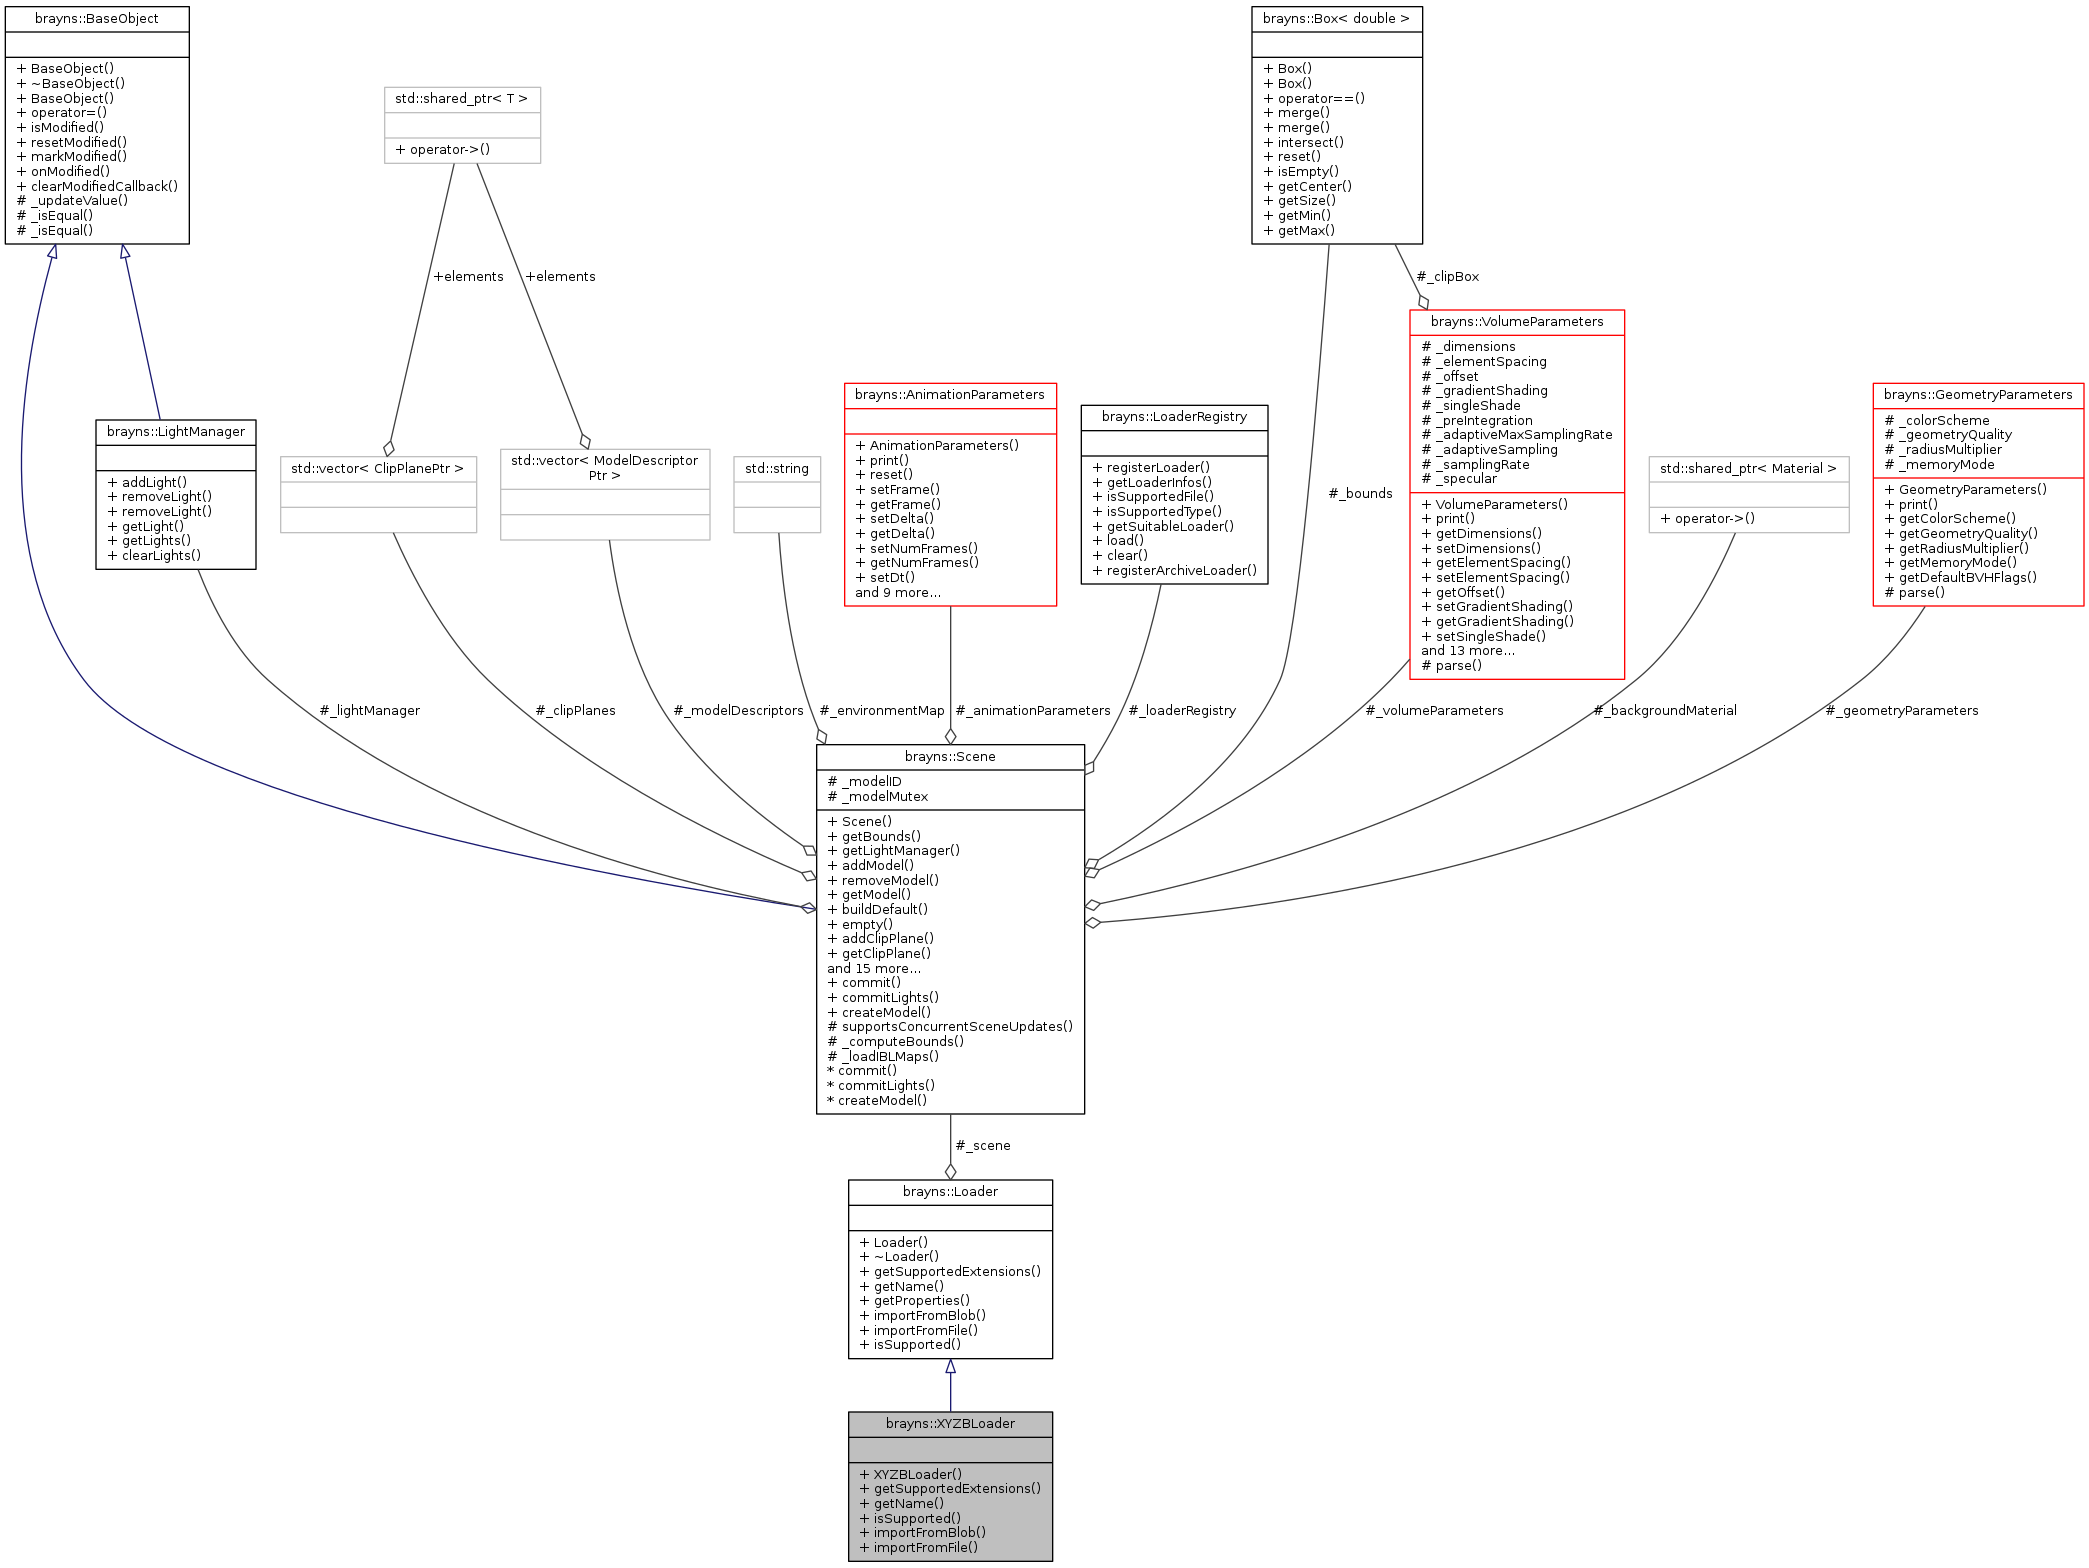 brayns::BaseObject
+ BaseObject()
+ ~BaseObject()
+ BaseObject()
+ operator=()
+ isModified()
+ resetModified()
+ markModified()
+ onModified()
+ clearModifiedCallback()
# _updateValue()
# _isEqual()
# _isEqual()
std::shared_ptr< T >
+ operator->()
brayns::Box< double >
+ Box()
+ Box()
+ operator==()
+ merge()
+ merge()
+ intersect()
+ reset()
+ isEmpty()
+ getCenter()
+ getSize()
+ getMin()
+ getMax()
+elements
+elements
#_clipBox
brayns::LightManager
+ addLight()
+ removeLight()
+ removeLight()
+ getLight()
+ getLights()
+ clearLights()
std::vector< ClipPlanePtr >
std::vector< ModelDescriptor
Ptr >
std::string
brayns::AnimationParameters
+ AnimationParameters()
+ print()
+ reset()
+ setFrame()
+ getFrame()
+ setDelta()
+ getDelta()
+ setNumFrames()
+ getNumFrames()
+ setDt()
and 9 more...
brayns::LoaderRegistry
+ registerLoader()
+ getLoaderInfos()
+ isSupportedFile()
+ isSupportedType()
+ getSuitableLoader()
+ load()
+ clear()
+ registerArchiveLoader()
#_bounds
brayns::VolumeParameters
# _dimensions
# _elementSpacing
# _offset
# _gradientShading
# _singleShade
# _preIntegration
# _adaptiveMaxSamplingRate
# _adaptiveSampling
# _samplingRate
# _specular
+ VolumeParameters()
+ print()
+ getDimensions()
+ setDimensions()
+ getElementSpacing()
+ setElementSpacing()
+ getOffset()
+ setGradientShading()
+ getGradientShading()
+ setSingleShade()
and 13 more...
# parse()
std::shared_ptr< Material >
+ operator->()
brayns::GeometryParameters
# _colorScheme
# _geometryQuality
# _radiusMultiplier
# _memoryMode
+ GeometryParameters()
+ print()
+ getColorScheme()
+ getGeometryQuality()
+ getRadiusMultiplier()
+ getMemoryMode()
+ getDefaultBVHFlags()
# parse()
#_lightManager
#_clipPlanes
#_modelDescriptors
#_environmentMap
#_animationParameters
#_loaderRegistry
#_volumeParameters
#_backgroundMaterial
#_geometryParameters
brayns::Scene
# _modelID
# _modelMutex
+ Scene()
+ getBounds()
+ getLightManager()
+ addModel()
+ removeModel()
+ getModel()
+ buildDefault()
+ empty()
+ addClipPlane()
+ getClipPlane()
and 15 more...
+ commit()
+ commitLights()
+ createModel()
# supportsConcurrentSceneUpdates()
# _computeBounds()
# _loadIBLMaps()
* commit()
* commitLights()
* createModel()
#_scene
brayns::Loader
+ Loader()
+ ~Loader()
+ getSupportedExtensions()
+ getName()
+ getProperties()
+ importFromBlob()
+ importFromFile()
+ isSupported()
brayns::XYZBLoader
+ XYZBLoader()
+ getSupportedExtensions()
+ getName()
+ isSupported()
+ importFromBlob()
+ importFromFile()